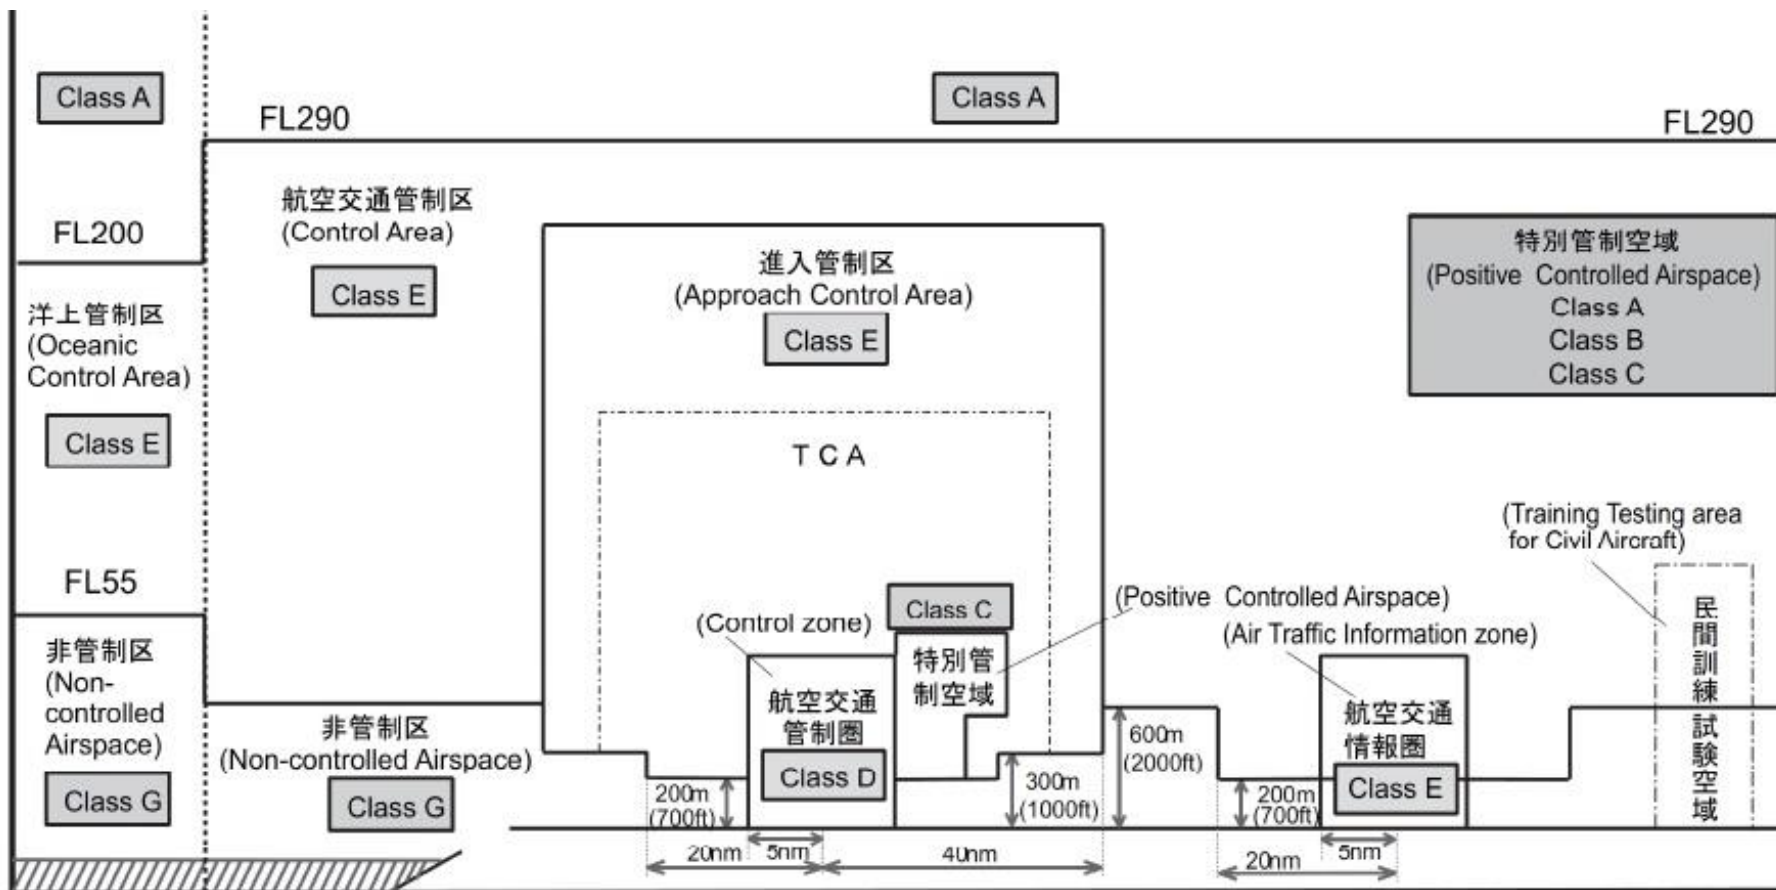 Class A
Class A
FL290
FL290
航空交通管制区
(Control Area)
Class E
FL200
進入管制区
(Approach Control Area)
Class E
特別管制空域
(Positive Controlled Airspace)
Class A
Class B
Class C
洋上管制区
(Oceanic
Control Area)
Class E
TCA
(Training Testing area
for Civil Aircraft)
FL55
Class C
(Positive Controlled Airspace)
(Control zone)
(Air Traffic Information zone)
非管制区
(Non-
controlled
Airspace)
Class G
非管制区
(Non-controlled Airspace)
Class G
航空交通
管制圏
Class D
特別管
制空域
航空交通
情報圏
Class E
民間訓練試験空域
200m
(700ft)
300m
(1000ft)
600m
(2000ft)
200m
(700ft)
20nm
5nm
40nm
20nm
5nm